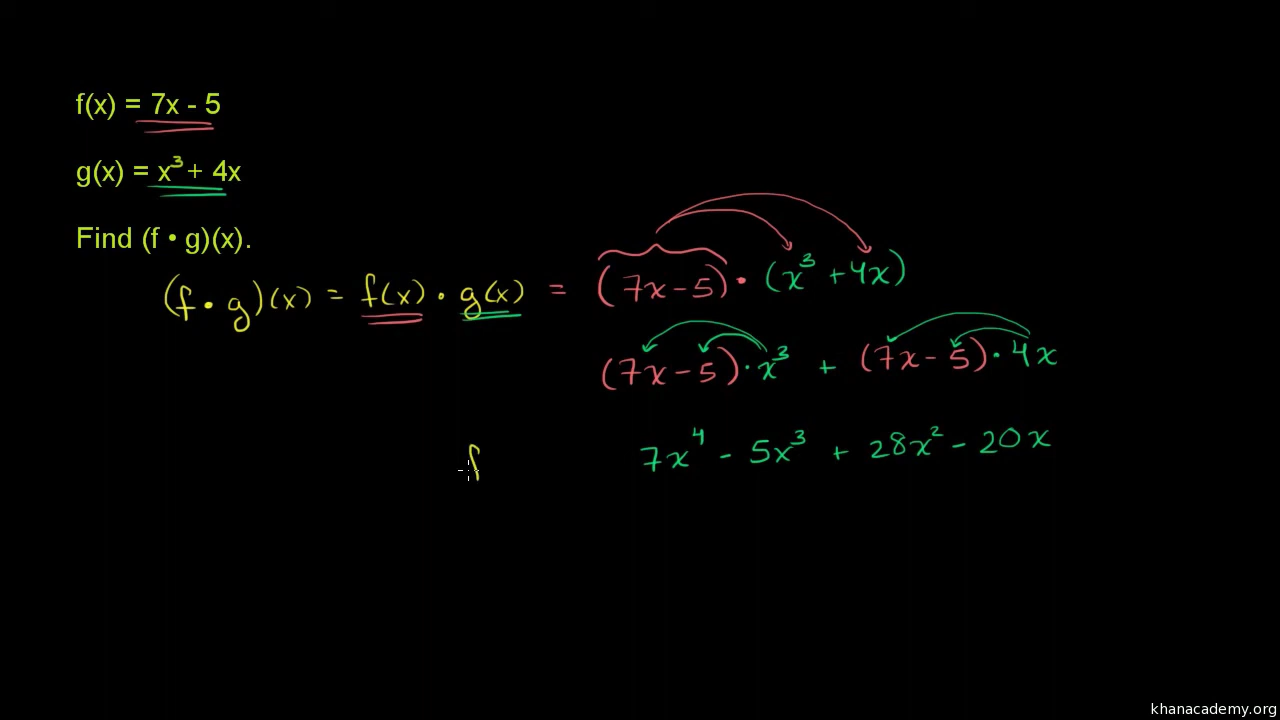 f(x) = 7x - 5
g(x) = x³ + 4x
Find (f • g)(x).
(f • g)(x) = f(x) • g(x) = (7x - 5) • (x³ + 4x)
(7x - 5) • x³ + (7x - 5) • 4x
f 7x⁴ - 5x³ + 28x² - 20x
khanacademy.org